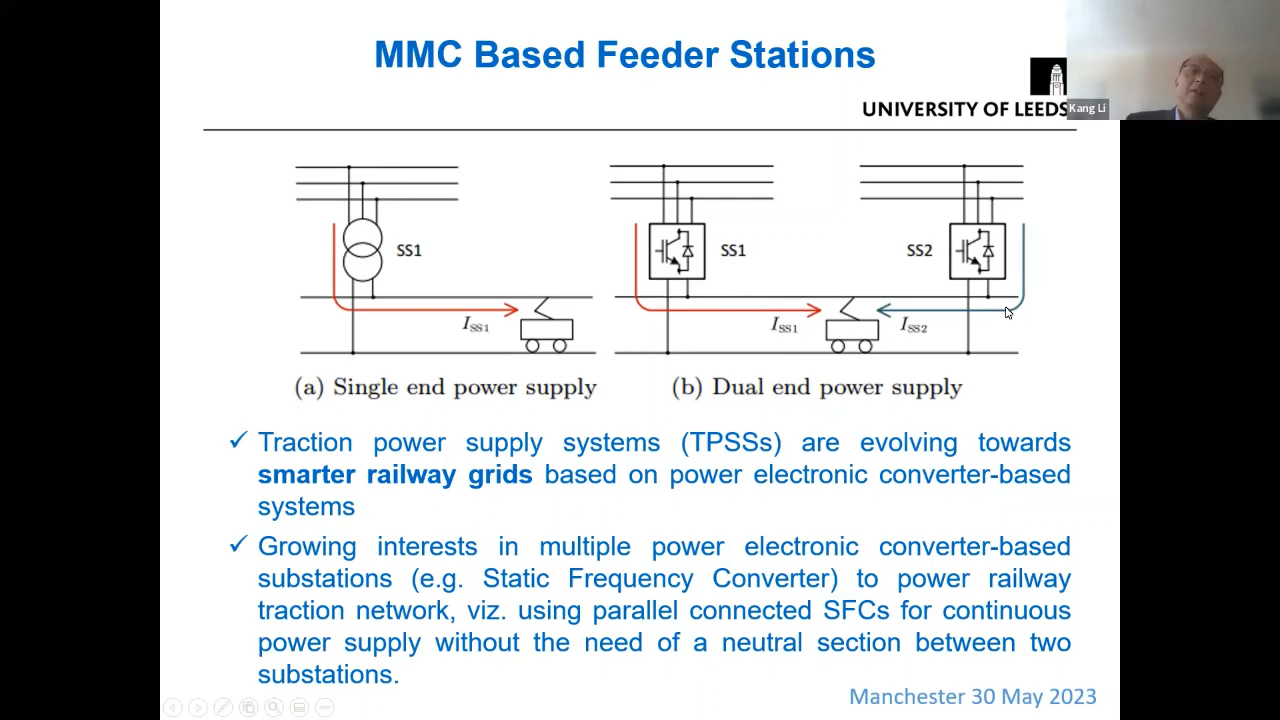 MMC Based Feeder Stations
UNIVERSITY OF LEEDS
Kang Li
SS1
SS1
SS2
ISS1
ISS1
ISS2
(a) Single end power supply
(b) Dual end power supply
✓ Traction power supply systems (TPSSs) are evolving towards
smarter railway grids based on power electronic converter-based
systems
✓ Growing interests in multiple power electronic converter-based
substations (e.g. Static Frequency Converter) to power railway
traction network, viz. using parallel connected SFCs for continuous
power supply without the need of a neutral section between two
substations.
Manchester 30 May 2023